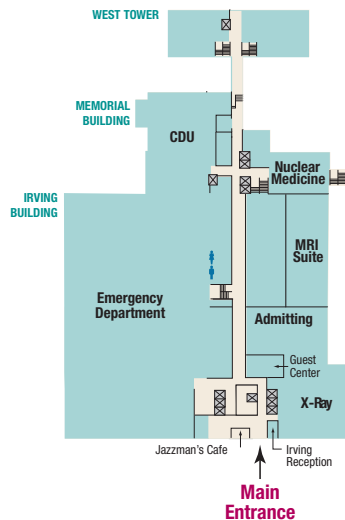 WEST TOWER
MEMORIAL
BUILDING
CDU
Nuclear
Medicine
IRVING
BUILDING
MRI
Suite
Emergency
Department
Admitting
Guest
Center
X-Ray
Jazzman's Cafe
Irving
Reception
Main
Entrance